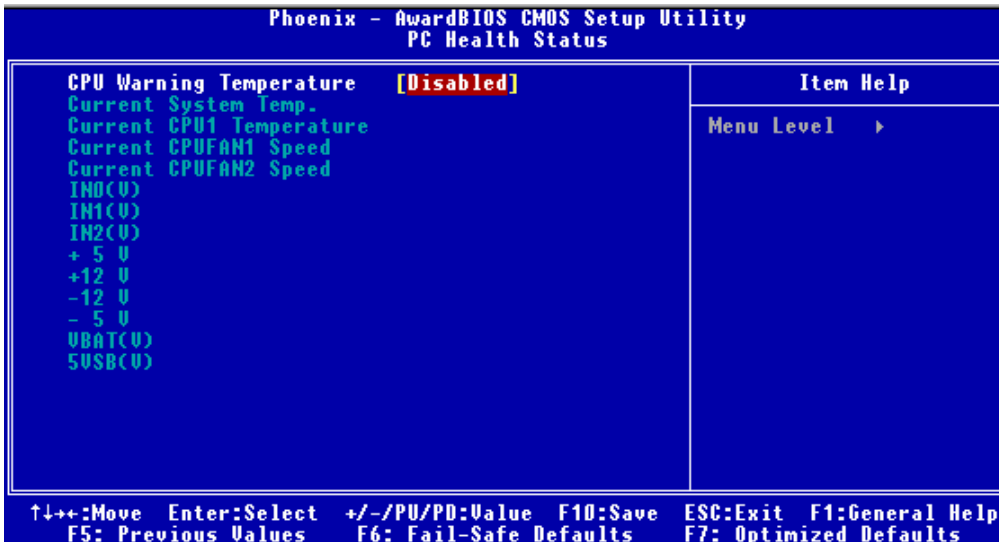 Phoenix - AwardBIOS CMOS Setup Utility
PC Health Status
CPU Warning Temperature [Disabled]
Current System Temp.
Current CPU1 Temperature
Current CPUFAN1 Speed
Current CPUFAN2 Speed
IN0(V)
IN1(V)
IN2(V)
+ 5 V
+12 V
-12 V
- 5 V
VBAT(V)
5VSB(V)
Item Help
Menu Level ▸
↑↓→←:Move Enter:Select +/-/PU/PD:Value F10:Save ESC:Exit F1:General Help
F5: Previous Values F6: Fail-Safe Defaults F7: Optimized Defaults